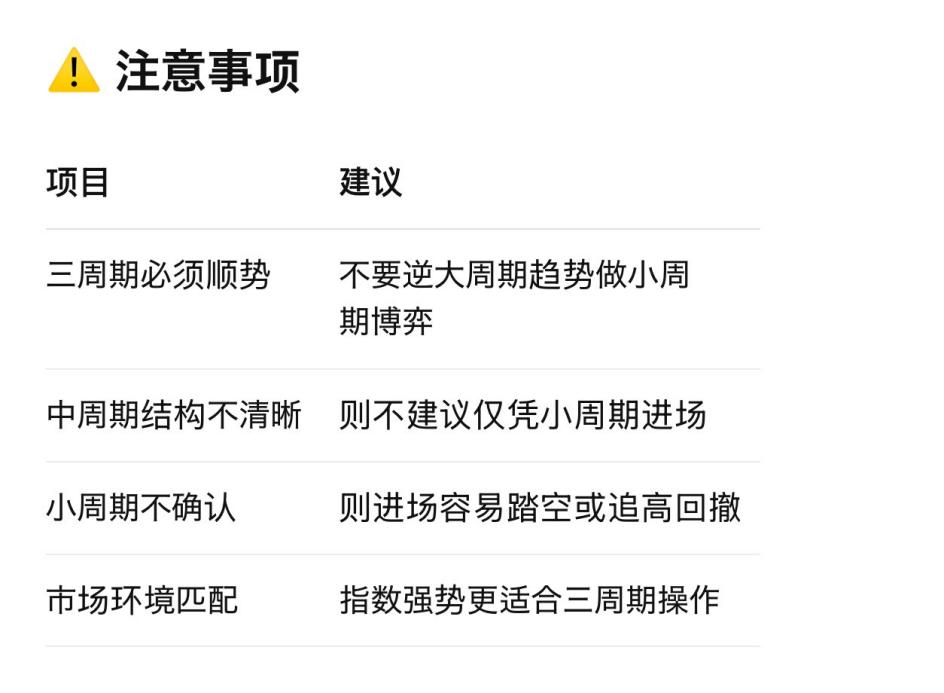 ⚠️ 注意事项
项目 建议
三周期必须顺势 不要逆大周期趋势做小周
期博弈
中周期结构不清晰 则不建议仅凭小周期进场
小周期不确认 则进场容易踏空或追高回撤
市场环境匹配 指数强势更适合三周期操作